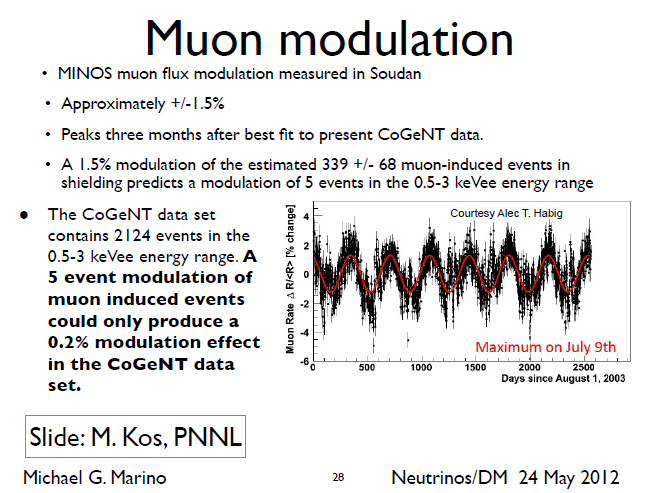 Muon modulation
• MINOS muon flux modulation measured in Soudan
• Approximately +/-1.5%
• Peaks three months after best fit to present CoGeNT data.
• A 1.5% modulation of the estimated 339 +/- 68 muon-induced events in
shielding predicts a modulation of 5 events in the 0.5-3 keVee energy range
• The CoGeNT data set
contains 2124 events in the
0.5-3 keVee energy range. A
5 event modulation of
muon induced events
could only produce a
0.2% modulation effect
in the CoGeNT data
set.
Muon Rate Δ R/<R> [% change]
4
2
0
-2
-4
-6
Courtesy Alec T. Habig
Maximum on July 9th
0 500 1000 1500 2000 2500
Days since August 1, 2003
Slide: M. Kos, PNNL
Michael G. Marino
28
Neutrinos/DM 24 May 2012